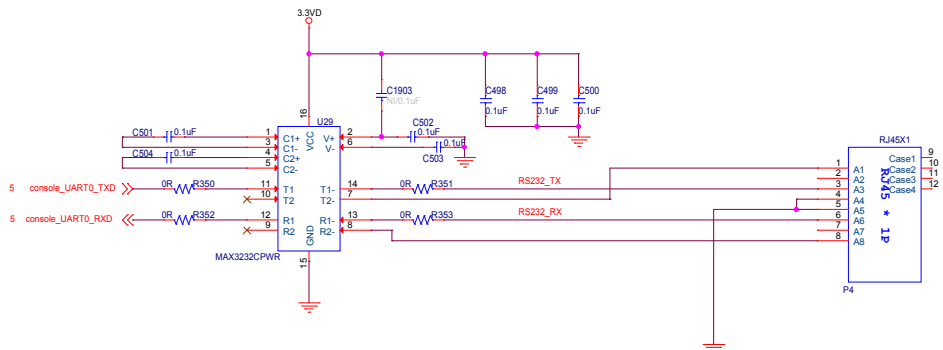 3.3VD
C1903
NI/0.1uF
C498
0.1uF
C499
0.1uF
C500
0.1uF
U29
16
VCC
C501
0.1uF
1
C1+
3
C1-
C504
0.1uF
4
C2+
5
C2-
2
V+
C502
0.1uF
6
V-
0.1uF
C503
5 console_UART0_TXD
0R R350
11
T1
10
T2
14
T1-
7
T2-
0R R351
RS232_TX
5 console_UART0_RXD
0R R352
12
R1
9
R2
13
R1-
8
R2-
0R R353
RS232_RX
GND
15
MAX3232CPWR
RJ45X1
1
A1
2
A2
3
A3
4
A4
5
A5
6
A6
7
A7
8
A8
Case1
9
Case2
10
Case3
11
Case4
12
RJ45 * 1P
P4